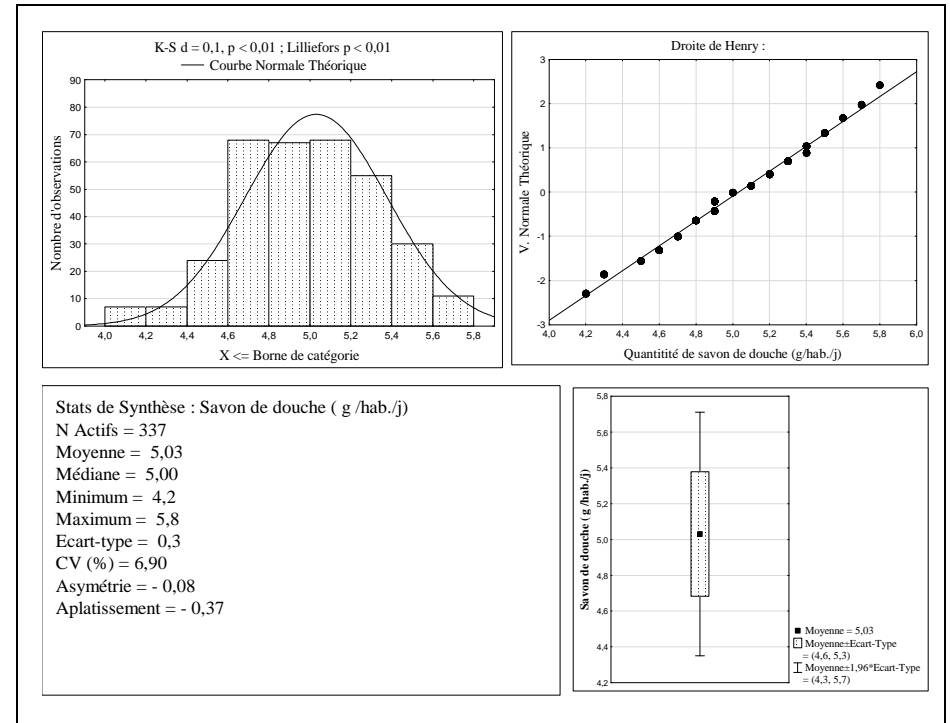 K-S d = 0,1, p < 0,01 ; Lilliefors p < 0,01
Courbe Normale Théorique
Nombre d'observations
90
80
70
60
50
40
30
20
10
0
4,0 4,2 4,4 4,6 4,8 5,0 5,2 5,4 5,6 5,8
X <= Borne de catégorie
Droite de Henry :
V. Normale Théorique
3
2
1
0
-1
-2
-3
4,0 4,2 4,4 4,6 4,8 5,0 5,2 5,4 5,6 5,8 6,0
Quantitité de savon de douche (g/hab./j)
Stats de Synthèse : Savon de douche ( g /hab./j)
N Actifs = 337
Moyenne = 5,03
Médiane = 5,00
Minimum = 4,2
Maximum = 5,8
Ecart-type = 0,3
CV (%) = 6,90
Asymétrie = - 0,08
Aplatissement = - 0,37
Savon de douche ( g /hab./j)
5,8
5,6
5,4
5,2
5,0
4,8
4,6
4,4
4,2
Moyenne = 5,03
Moyenne±Ecart-Type
= (4,6, 5,3)
Moyenne±1,96*Ecart-Type
= (4,3, 5,7)